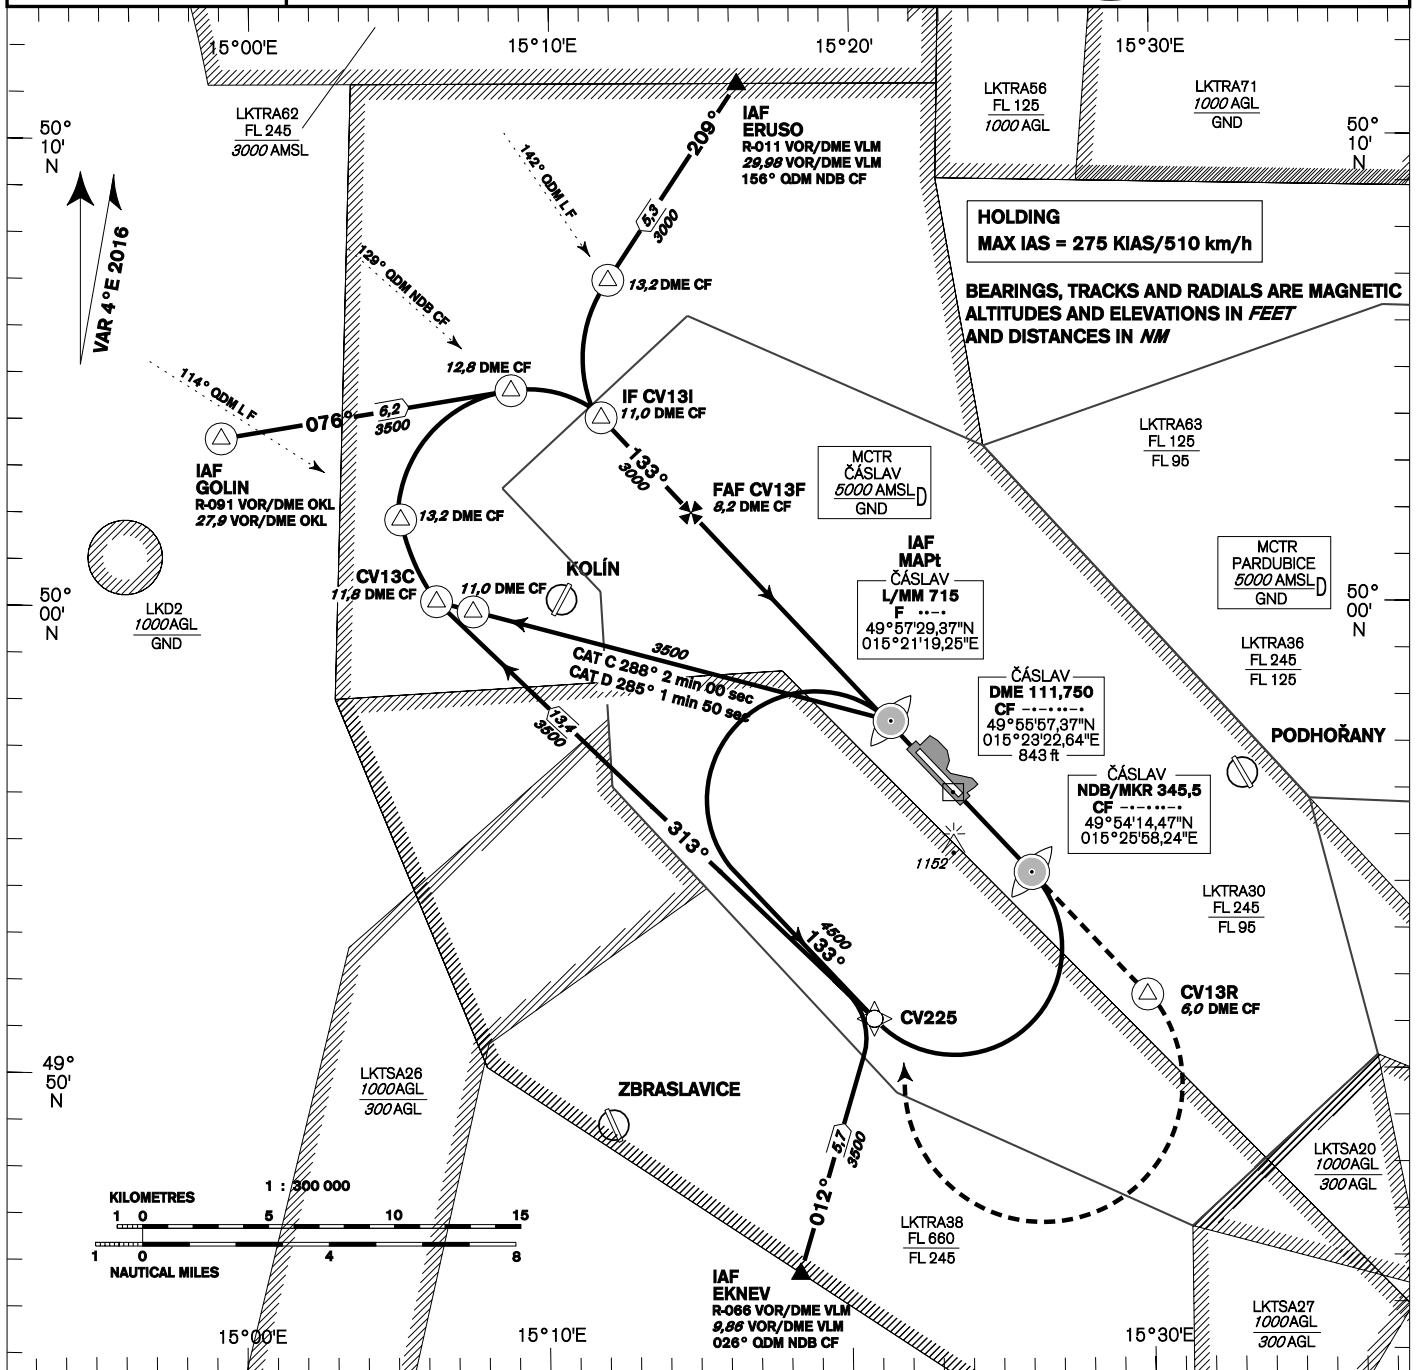 15°00'E
15°10'E
15°20'E
15°30'E
LKTRA62
FL 245
3000 AMSL
50°
10'
N
VAR 4°E 2016
142° QDM L F
129° QDM NDB CF
114° QDM L F
209°
5,3
3000
IAF
ERUSO
R-011 VOR/DME VLM
29,98 VOR/DME VLM
156° QDM NDB CF
LKTRA56
FL 125
1000 AGL
LKTRA71
1000 AGL
GND
50°
10'
N
HOLDING
MAX IAS = 275 KIAS/510 km/h
BEARINGS, TRACKS AND RADIALS ARE MAGNETIC
ALTITUDES AND ELEVATIONS IN FEET
AND DISTANCES IN NM
13,2 DME CF
12,8 DME CF
076°
6,2
3500
IAF
GOLIN
R-091 VOR/DME OKL
27,9 VOR/DME OKL
IF CV13I
11,0 DME CF
133°
3000
FAF CV13F
8,2 DME CF
MCTR
ČÁSLAV
5000 AMSL D
GND
LKTRA63
FL 125
FL 95
13,2 DME CF
CV13C
11,8 DME CF
11,0 DME CF
KOLÍN
LKD2
1000AGL
GND
50°
00'
N
IAF
MAPt
ČÁSLAV
L/MM 715
F ··–·
49°57'29,37"N
015°21'19,25"E
MCTR
PARDUBICE
5000 AMSL D
GND
50°
00'
N
LKTRA36
FL 245
FL 125
3500
CAT C 288° 2 min 00 sec
CAT D 285° 1 min 50 sec
ČÁSLAV
DME 111,750
CF –·–· ··–·
49°55'57,37"N
015°23'22,64"E
843 ft
PODHOŘANY
ČÁSLAV
NDB/MKR 345,5
CF –·–· ··–·
49°54'14,47"N
015°25'58,24"E
13,4
3500
313°
1152
4500
133°
LKTRA30
FL 245
FL 95
CV225
CV13R
6,0 DME CF
49°
50'
N
LKTSA26
1000AGL
300 AGL
ZBRASLAVICE
5,7
3500
012°
LKTSA20
1000AGL
300 AGL
LKTRA38
FL 660
FL 245
1 : 300 000
KILOMETRES
1 0 5 10 15
1 0 4 8
NAUTICAL MILES
IAF
EKNEV
R-066 VOR/DME VLM
9,86 VOR/DME VLM
026° QDM NDB CF
LKTSA27
1000AGL
300 AGL
15°00'E
15°10'E
15°30'E